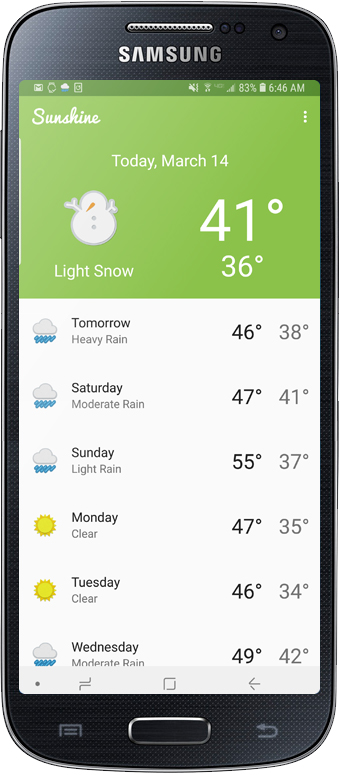 SAMSUNG
83% 6:46 AM
Sunshine
Today, March 14
41°
Light Snow 36°
Tomorrow
Heavy Rain
46° 38°
Saturday
Moderate Rain
47° 41°
Sunday
Light Rain
55° 37°
Monday
Clear
47° 35°
Tuesday
Clear
46° 34°
Wednesday
Moderate Rain
49° 42°